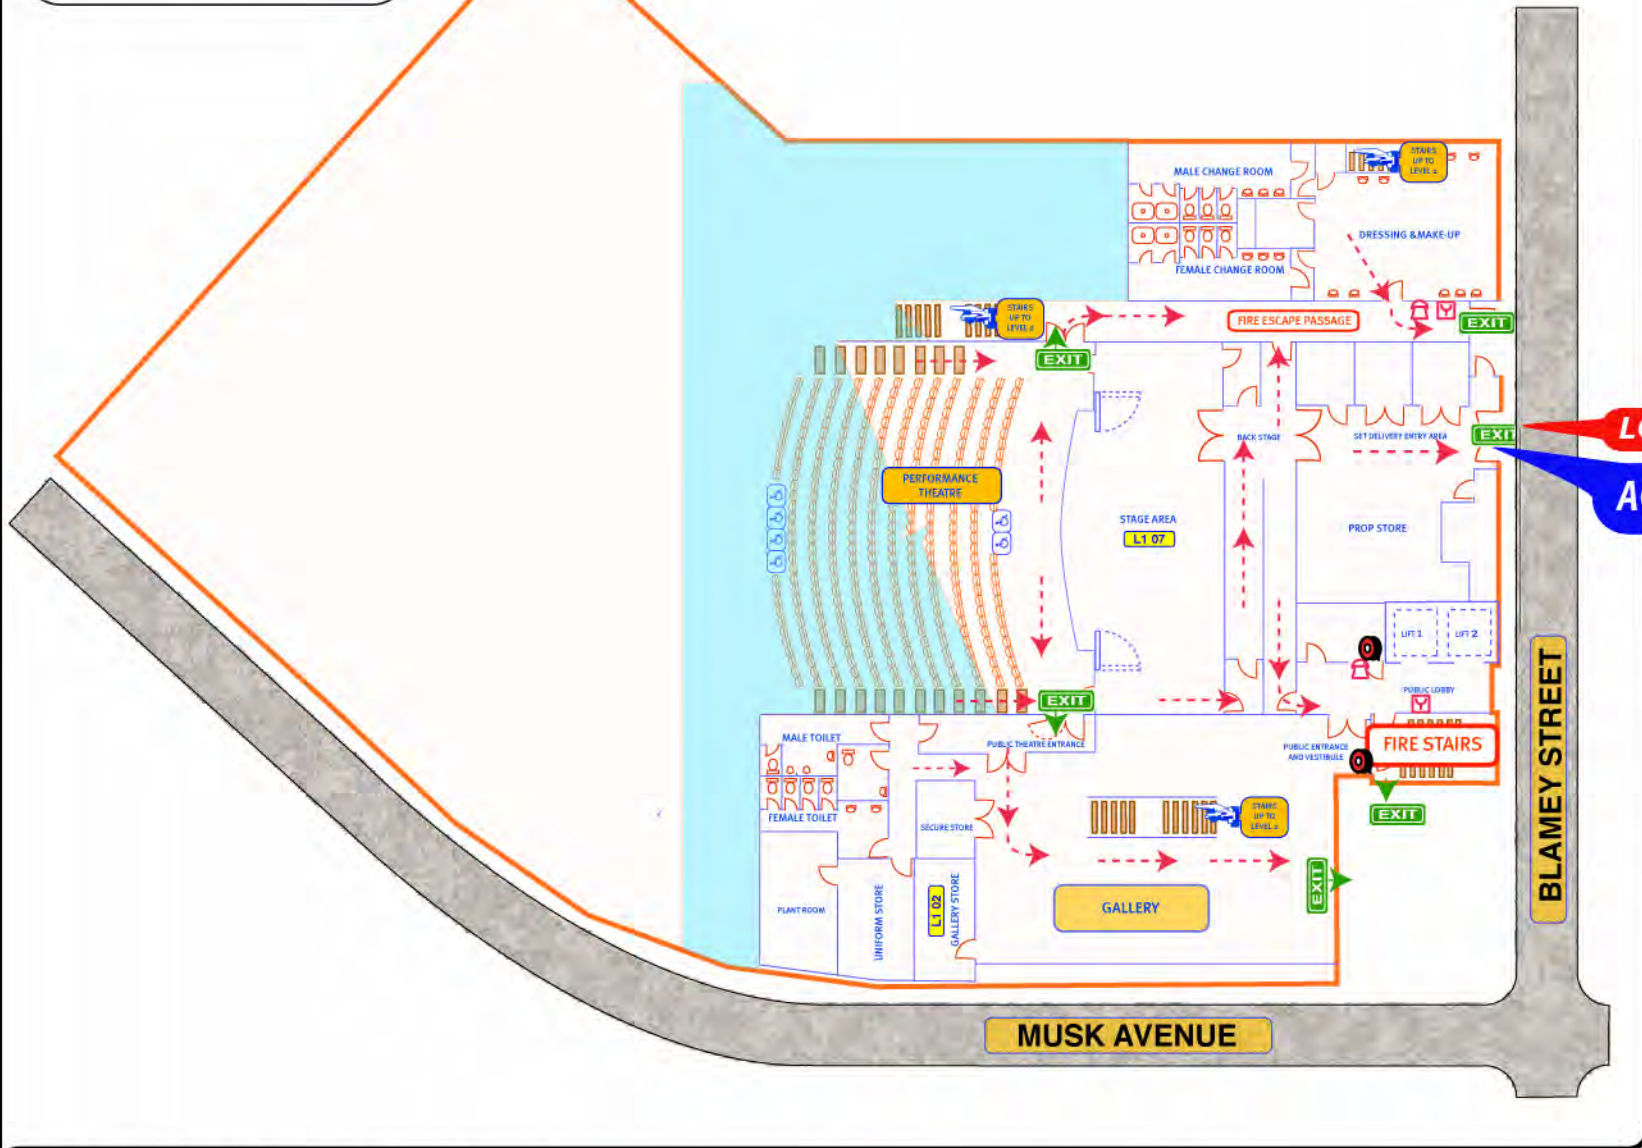 STAIRS
UP TO
LEVEL 2
MALE CHANGE ROOM
DRESSING & MAKE-UP
FEMALE CHANGE ROOM
STAIRS
UP TO
LEVEL 2
FIRE ESCAPE PASSAGE
EXIT
EXIT
BACK STAGE
SET DELIVERY ENTRY AREA
EXIT
PERFORMANCE
THEATRE
STAGE AREA
L1 07
PROP STORE
LIFT 1
LIFT 2
PUBLIC LOBBY
EXIT
MALE TOILET
PUBLIC THEATRE ENTRANCE
PUBLIC ENTRANCE
AND VESTIBULE
FIRE STAIRS
FEMALE TOILET
SECURE STORE
STAIRS
UP TO
LEVEL 2
EXIT
EXIT
PLANT ROOM
UNIFORM STORE
L1 02
GALLERY STORE
GALLERY
BLAMEY STREET
MUSK AVENUE